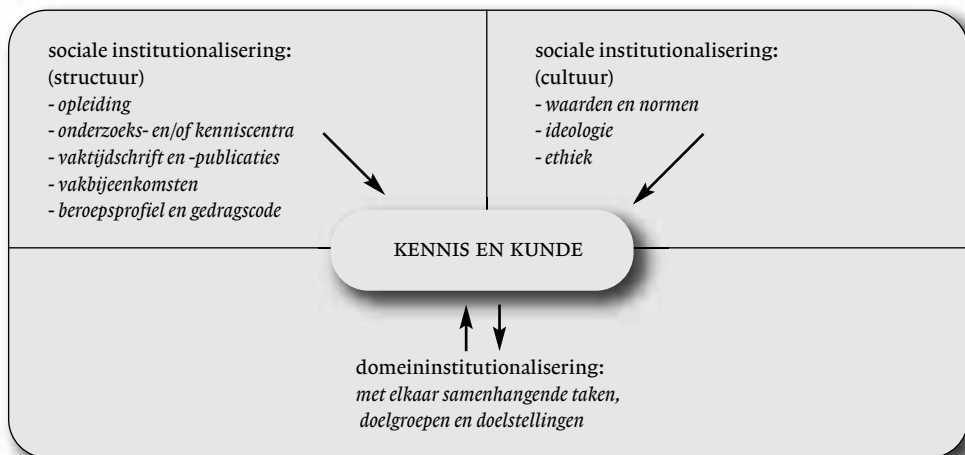 sociale institutionalisering:
(structuur)
- opleiding
- onderzoeks- en/of kenniscentra
- vaktijdschrift en -publicaties
- vakbijeenkomsten
- beroepsprofiel en gedragscode
sociale institutionalisering:
(cultuur)
- waarden en normen
- ideologie
- ethiek
KENNIS EN KUNDE
domeininstitutionalisering:
met elkaar samenhangende taken,
doelgroepen en doelstellingen